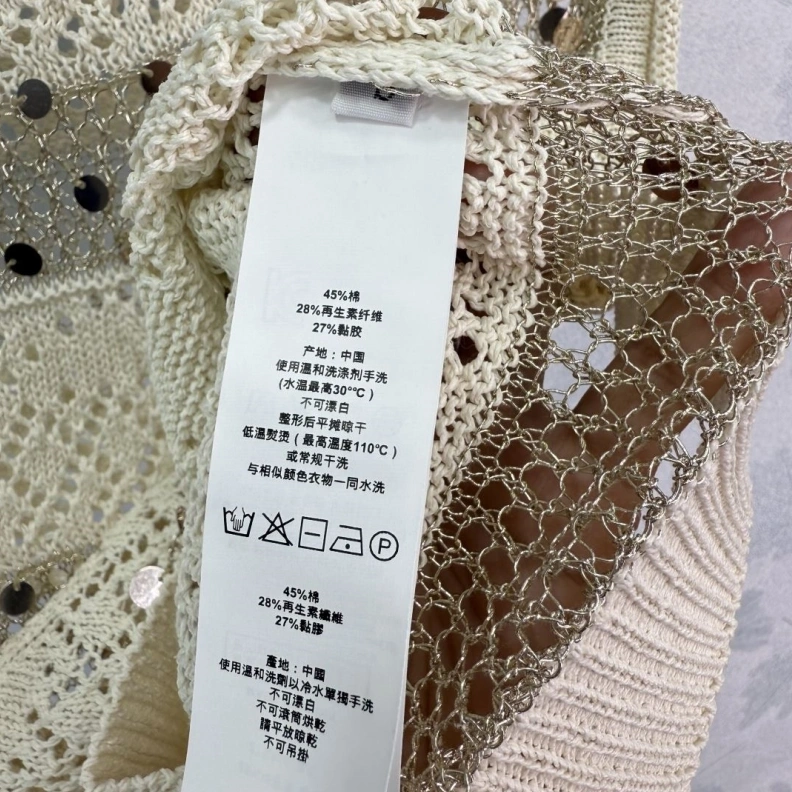 45%棉
28%再生素纤维
27%黏胶
产地：中国
使用溫和洗涤剂手洗
(水温最高30°°C）
不可漂白
整形后平摊晾干
低溫熨烫（最高溫度110℃）
或常规干洗
与相似颜色衣物一同水洗
P
45%棉
28%再生素纖維
27%黏膠
產地：中國
使用溫和洗劑以冷水單獨手洗
不可漂白
不可滾筒烘乾
請平放晾乾
不可吊掛